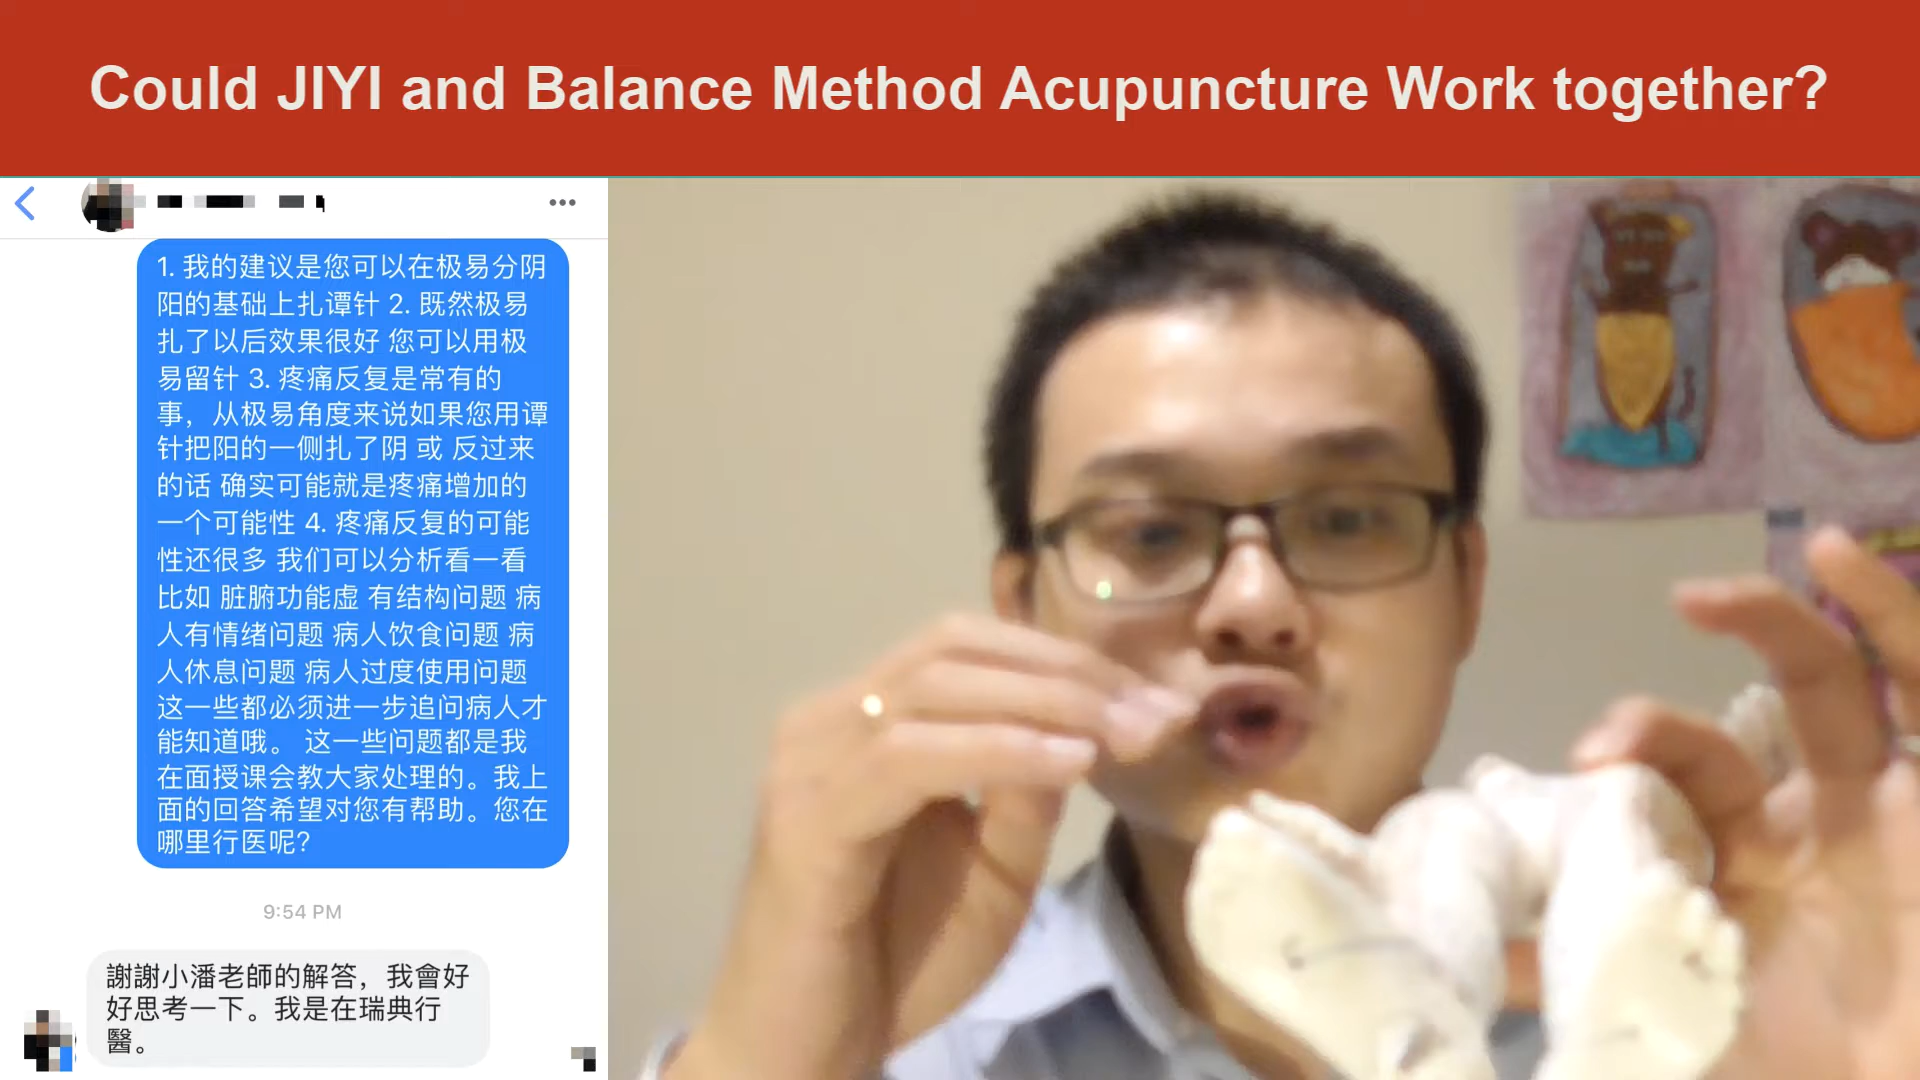 Could JIYI and Balance Method Acupuncture Work together?
1. 我的建议是您可以在极易分阴
阳的基础上扎谭针 2. 既然极易
扎了以后效果很好 您可以用极
易留针 3. 疼痛反复是常有的
事，从极易角度来说如果您用谭
针把阳的一侧扎了阴 或 反过来
的话 确实可能就是疼痛增加的
一个可能性 4. 疼痛反复的可能
性还很多 我们可以分析看一看
比如 脏腑功能虚 有结构问题 病
人有情绪问题 病人饮食问题 病
人休息问题 病人过度使用问题
这一些都必须进一步追问病人才
能知道哦。 这一些问题都是我
在面授课会教大家处理的。我上
面的回答希望对您有帮助。您在
哪里行医呢?
9:54 PM
謝謝小潘老師的解答，我會好
好思考一下。我是在瑞典行
醫。